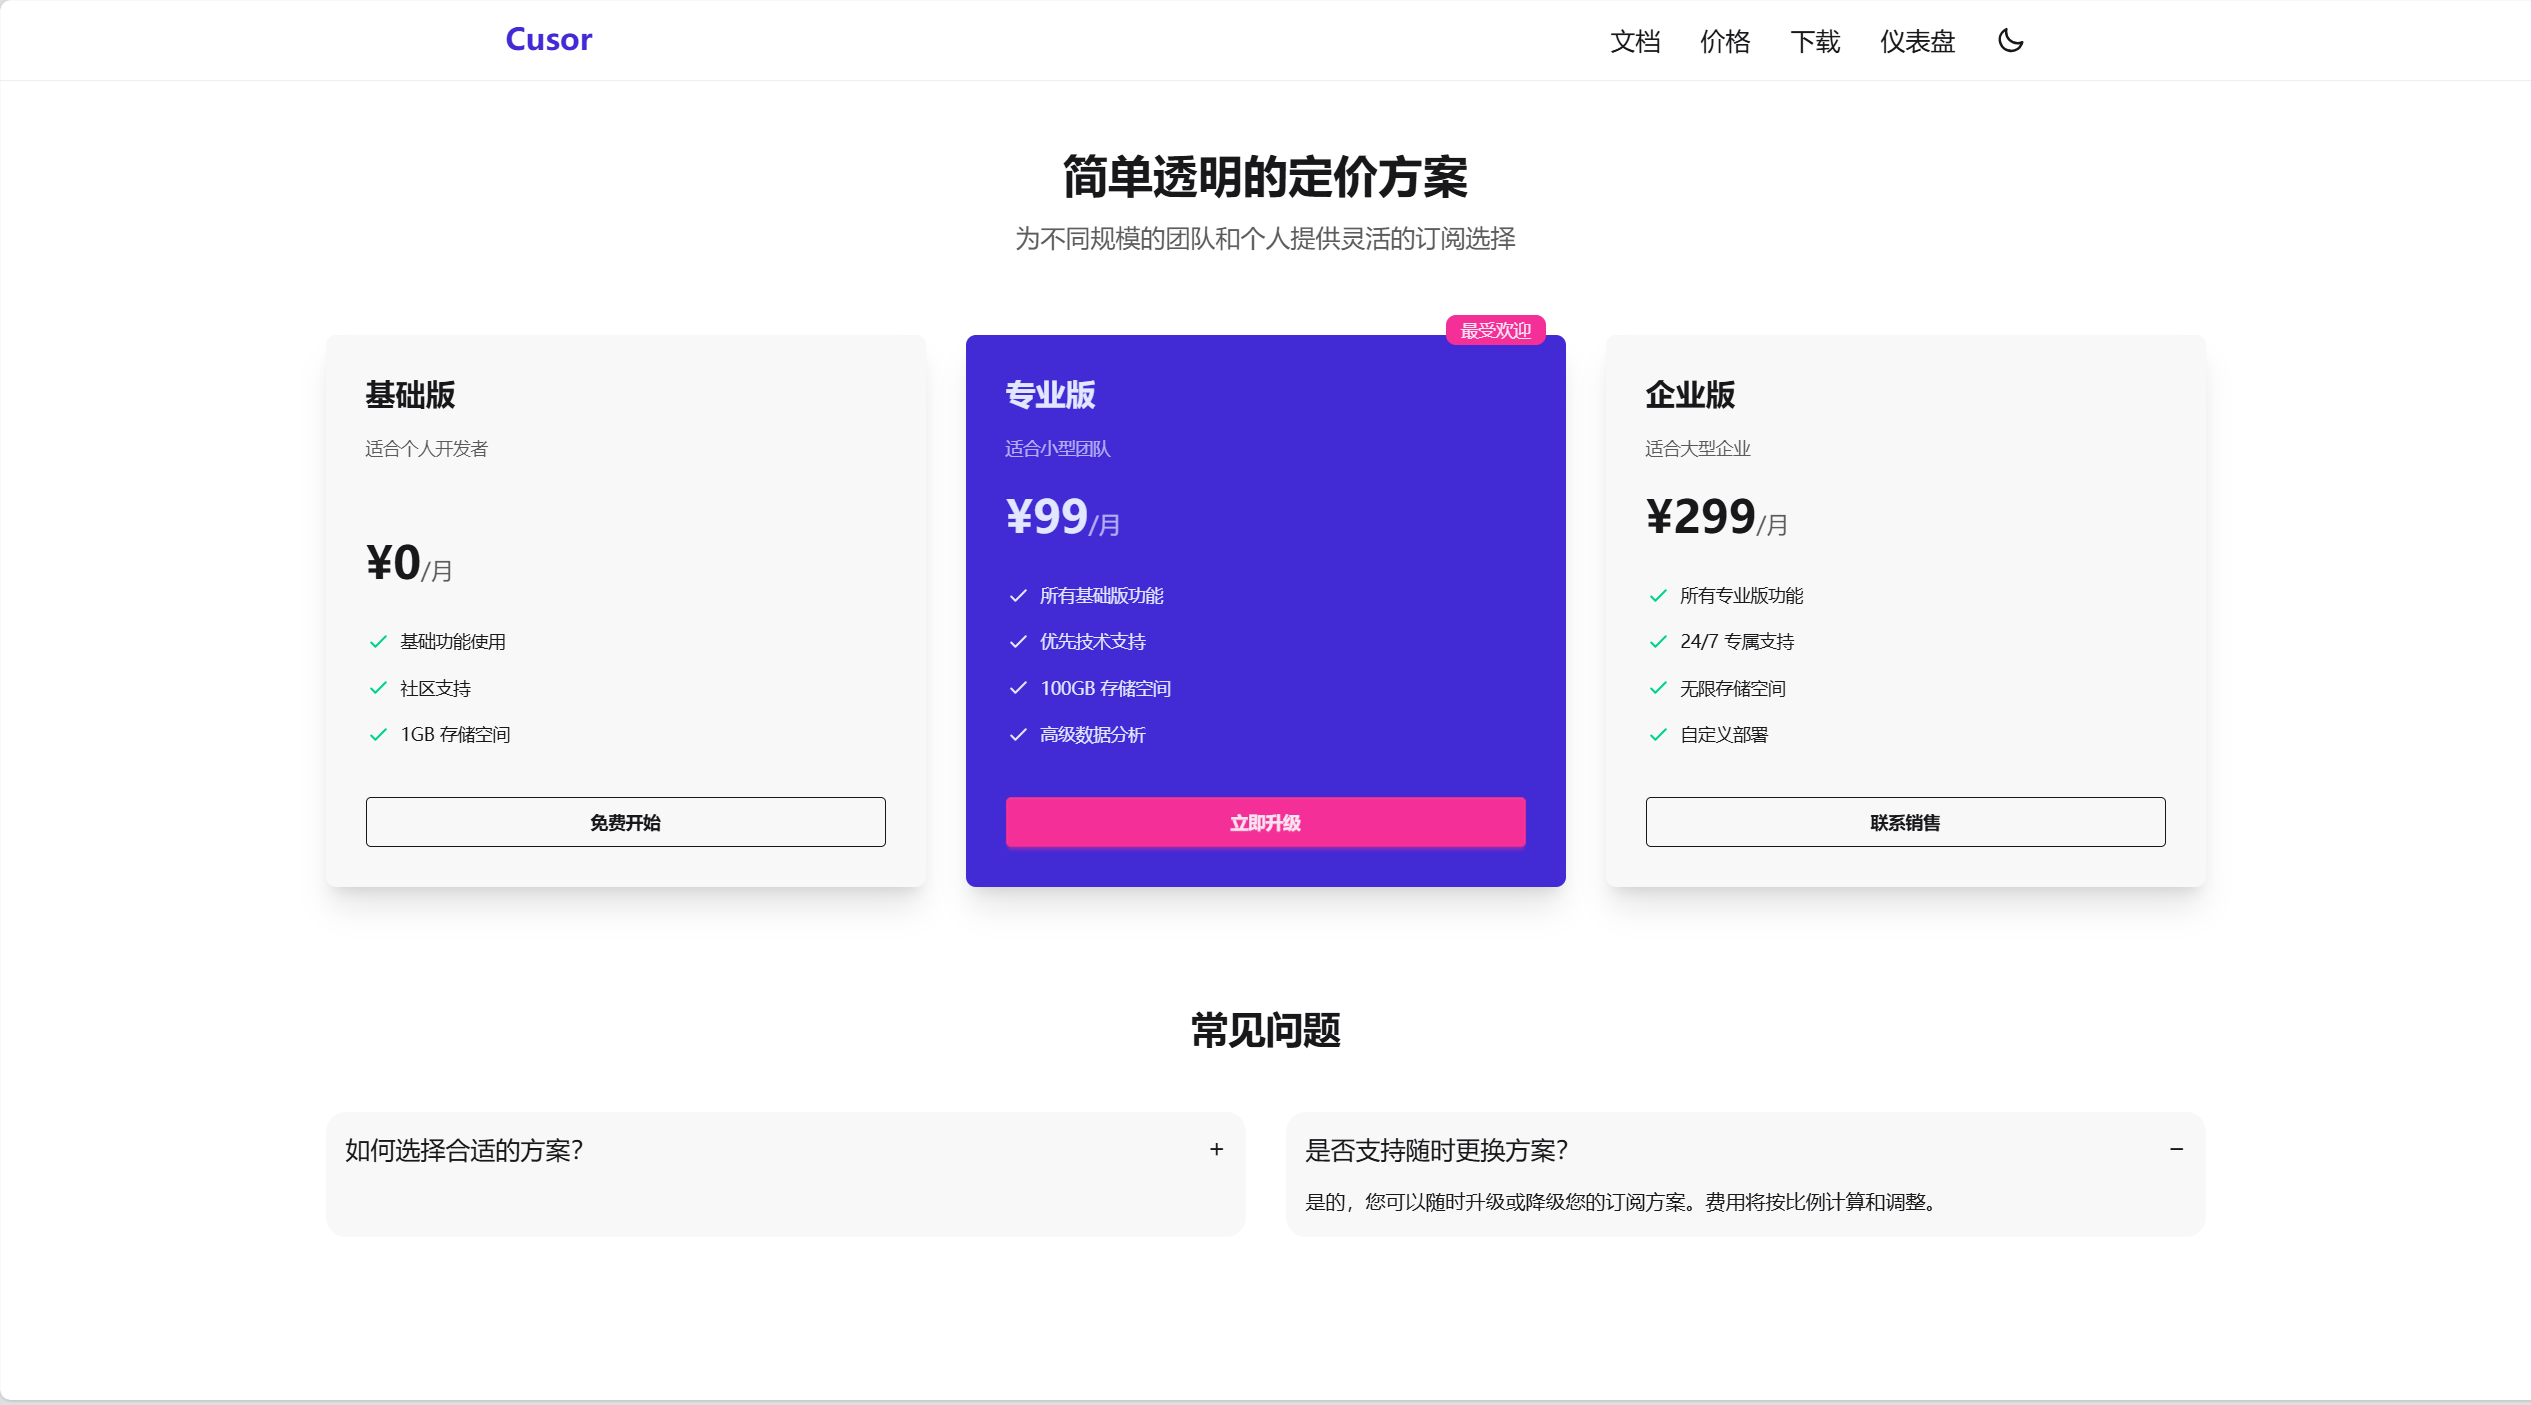 Cusor
文档 价格 下载 仪表盘
简单透明的定价方案
为不同规模的团队和个人提供灵活的订阅选择
基础版
适合个人开发者
¥0/月
基础功能使用
社区支持
1GB 存储空间
免费开始
最受欢迎
专业版
适合小型团队
¥99/月
所有基础版功能
优先技术支持
100GB 存储空间
高级数据分析
立即升级
企业版
适合大型企业
¥299/月
所有专业版功能
24/7 专属支持
无限存储空间
自定义部署
联系销售
常见问题
如何选择合适的方案？
是否支持随时更换方案？
是的，您可以随时升级或降级您的订阅方案。费用将按比例计算和调整。